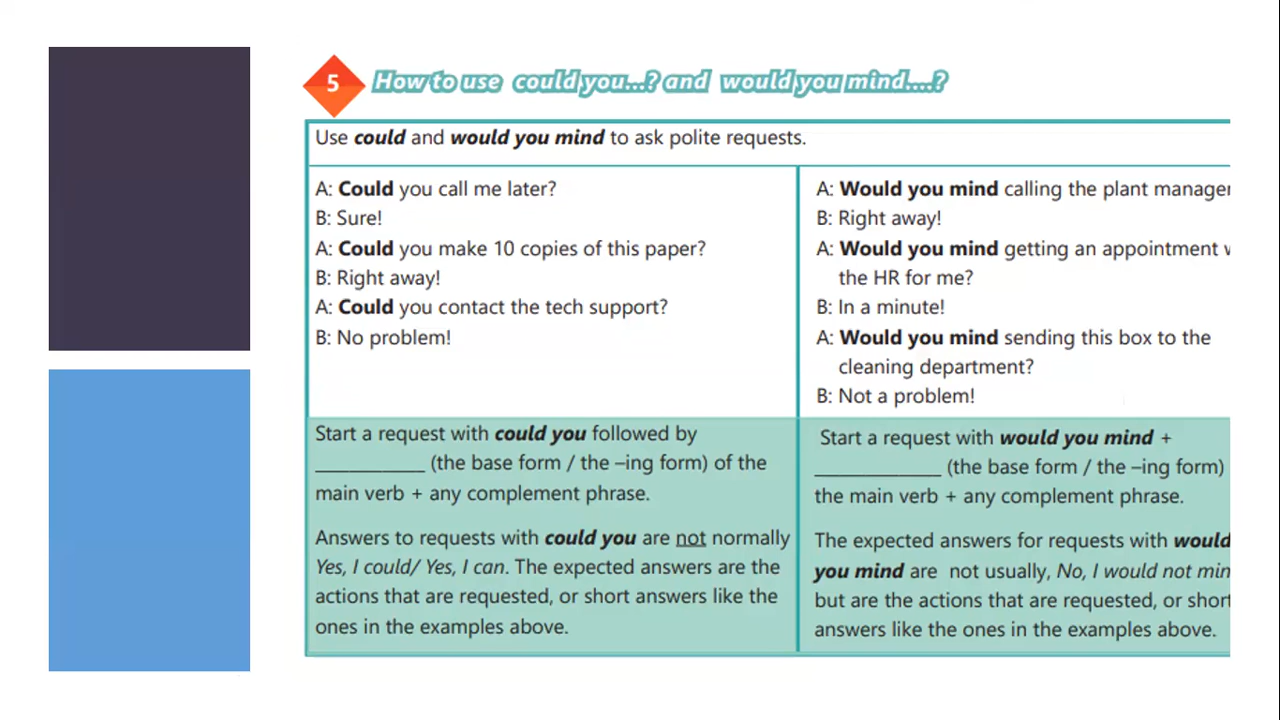 5 How to use could you...? and would you mind....?
Use could and would you mind to ask polite requests.
A: Could you call me later?
B: Sure!
A: Could you make 10 copies of this paper?
B: Right away!
A: Could you contact the tech support?
B: No problem!
A: Would you mind calling the plant manager
B: Right away!
A: Would you mind getting an appointment
the HR for me?
B: In a minute!
A: Would you mind sending this box to the
cleaning department?
B: Not a problem!
Start a request with could you followed by
___________ (the base form / the –ing form) of the
main verb + any complement phrase.
Answers to requests with could you are not normally
Yes, I could/ Yes, I can. The expected answers are the
actions that are requested, or short answers like the
ones in the examples above.
Start a request with would you mind +
_____________ (the base form / the –ing form)
the main verb + any complement phrase.
The expected answers for requests with would
you mind are not usually, No, I would not min
but are the actions that are requested, or short
answers like the ones in the examples above.